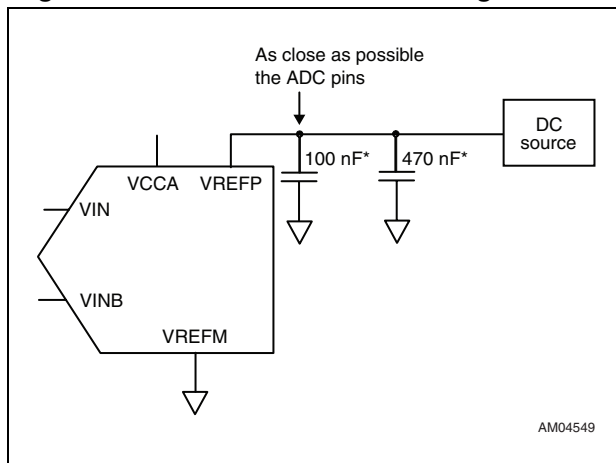 As close as possible
the ADC pins
DC
source
100 nF*
470 nF*
VCCA
VREFP
VIN
VINB
VREFM
AM04549